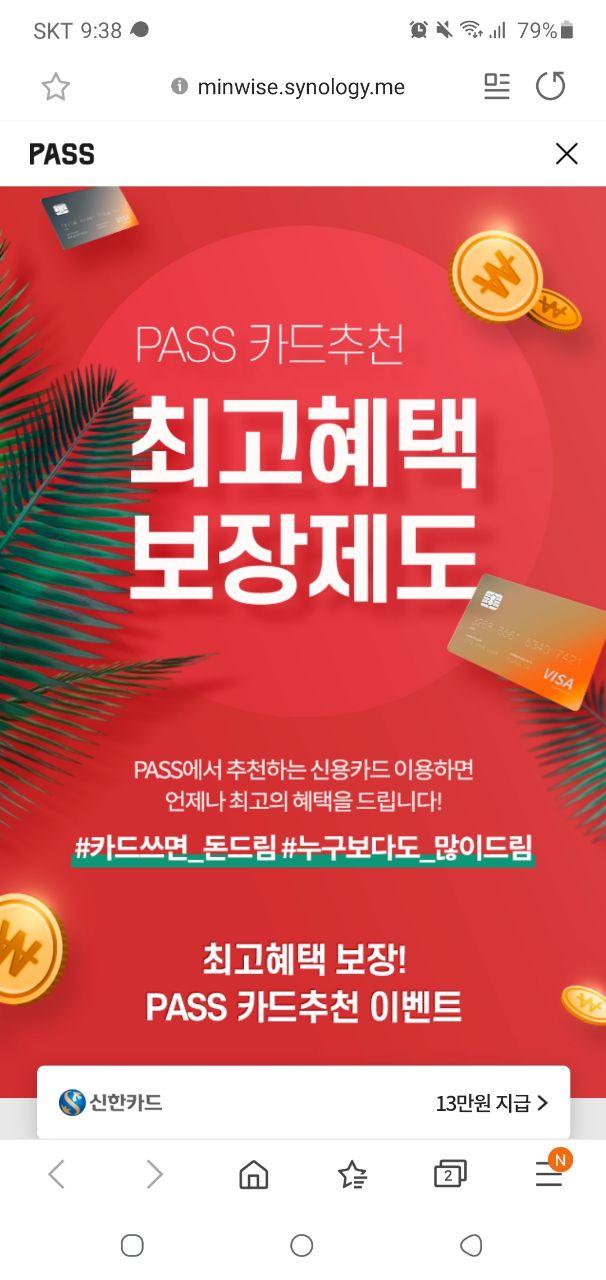 SKT 9:38
79%
minwise.synology.me
PASS
PASS 카드추천
최고혜택
보장제도
VISA
PASS에서 추천하는 신용카드 이용하면
언제나 최고의 혜택을 드립니다!
#카드쓰면_돈드림 #누구보다도_많이드림
최고혜택 보장!
PASS 카드추천 이벤트
신한카드
13만원 지급 >
2
N